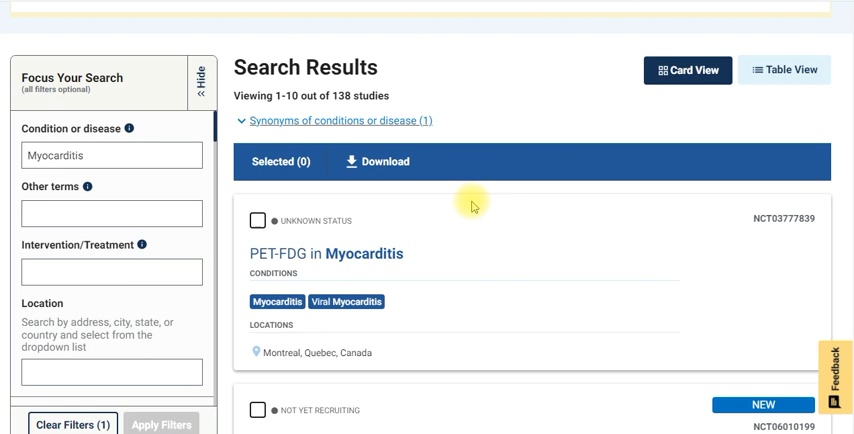 Focus Your Search
(all filters optional)
Hide
Condition or disease
Myocarditis
Other terms
Intervention/Treatment
Location
Search by address, city, state, or
country and select from the
dropdown list
Clear Filters (1)
Apply Filters
Search Results
Card View
Table View
Viewing 1-10 out of 138 studies
Synonyms of conditions or disease (1)
Selected (0)
Download
UNKNOWN STATUS
NCT03777839
PET-FDG in Myocarditis
CONDITIONS
Myocarditis
Viral Myocarditis
LOCATIONS
Montreal, Quebec, Canada
NOT YET RECRUITING
NEW
NCT06010199
Feedback